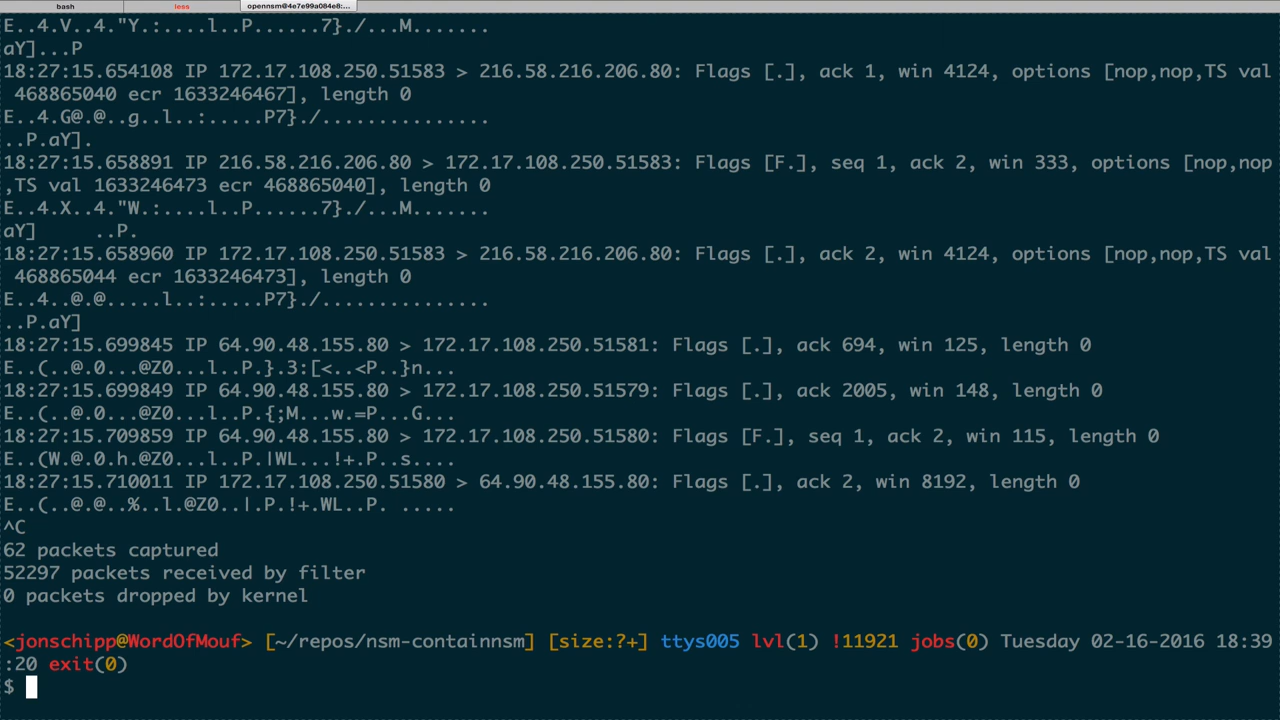 bash less opennsm@4e7e99a084e8:...
E..4.V..4."Y.:....l..P......7}./...M.......
aY]...P
18:27:15.654108 IP 172.17.108.250.51583 > 216.58.216.206.80: Flags [.], ack 1, win 4124, options [nop,nop,TS val
 468865040 ecr 1633246467], length 0
E..4.G@.@..g..l..:.....P7}./...............
..P.aY].
18:27:15.658891 IP 216.58.216.206.80 > 172.17.108.250.51583: Flags [F.], seq 1, ack 2, win 333, options [nop,nop
,TS val 1633246473 ecr 468865040], length 0
E..4.X..4."W.:....l..P......7}./...M.......
aY]     ..P.
18:27:15.658960 IP 172.17.108.250.51583 > 216.58.216.206.80: Flags [.], ack 2, win 4124, options [nop,nop,TS val
 468865044 ecr 1633246473], length 0
E..4..@.@.....l..:.....P7}./...............
..P.aY]
18:27:15.699845 IP 64.90.48.155.80 > 172.17.108.250.51581: Flags [.], ack 694, win 125, length 0
E..(..@.0...@Z0...l..P.}.3:[<..<P..}n...
18:27:15.699849 IP 64.90.48.155.80 > 172.17.108.250.51579: Flags [.], ack 2005, win 148, length 0
E..(..@.0...@Z0...l..P.{;M...w.=P...G...
18:27:15.709859 IP 64.90.48.155.80 > 172.17.108.250.51580: Flags [F.], seq 1, ack 2, win 115, length 0
E..(W.@.0.h.@Z0...l..P.|WL...!+.P..s....
18:27:15.710011 IP 172.17.108.250.51580 > 64.90.48.155.80: Flags [.], ack 2, win 8192, length 0
E..(..@.@..%..l.@Z0..|.P.!+.WL..P. .....
^C
62 packets captured
52297 packets received by filter
0 packets dropped by kernel
<jonschipp@WordOfMouf> [~/repos/nsm-containnsm] [size:?+] ttys005 lvl(1) !11921 jobs(0) Tuesday 02-16-2016 18:39
:20 exit(0)
$